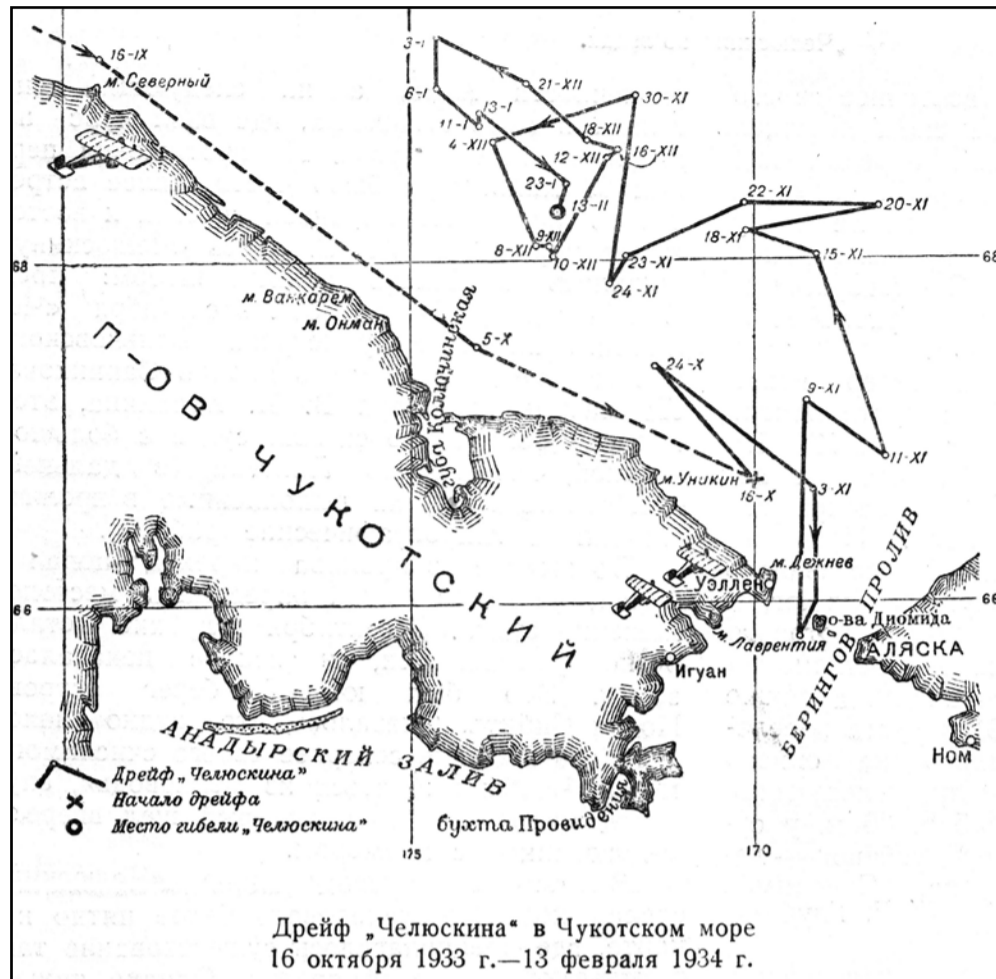 3-I
16-IX
м. Северный
21-XII
6-I
13-I
30-XI
11-I
4-XII
18-XII
16-XII
12-XII
23-I
22-XI
20-XI
13-II
18-XI
9-XII
8-XII
10-XII
23-XI
15-XI
68
24-XI
м. Ванкарем
м. Онман
5-X
губа Колючинская
24-X
9-XI
11-XI
м. Уникин
16-X
3-XI
П-ОВ ЧУКОТСКИЙ
м. Дежнев
Уэллен
66
о-ва Диомида
м. Лаврентия
БЕРИНГОВ ПРОЛИВ
АЛЯСКА
Игуан
Ном
АНАДЫРСКИЙ ЗАЛИВ
Дрейф „Челюскина“
Начало дрейфа
Место гибели „Челюскина“
бухта Провидения
175
170
Дрейф „Челюскина“ в Чукотском море
16 октября 1933 г.—13 февраля 1934 г.